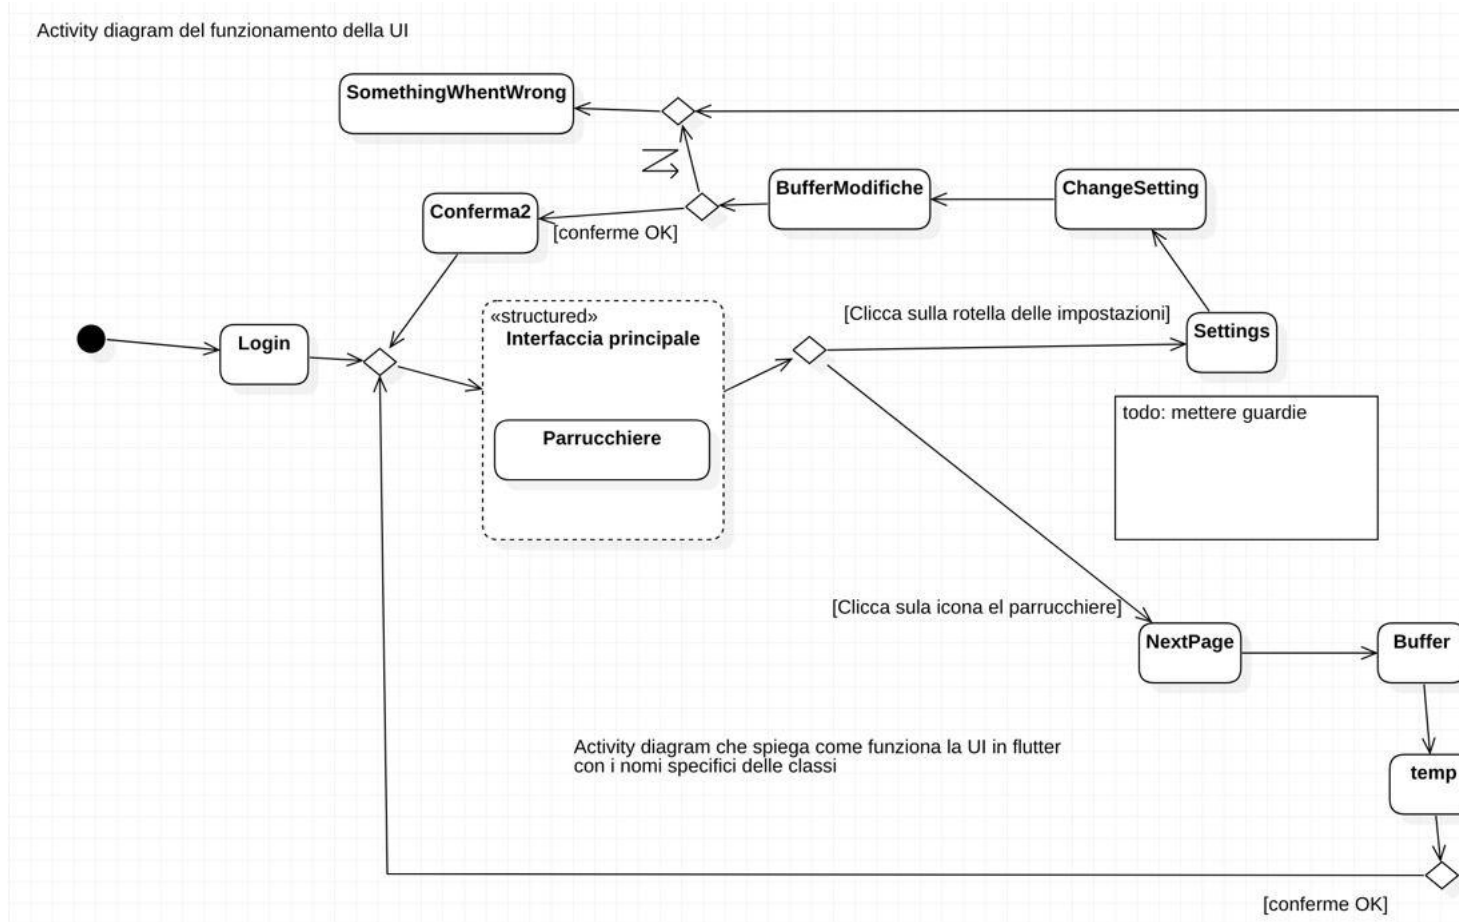 Activity diagram del funzionamento della UI
SomethingWhentWrong
BufferModifiche
ChangeSetting
Conferma2
[conferme OK]
[Clicca sulla rotella delle impostazioni]
«structured»
Interfaccia principale
Settings
Login
todo: mettere guardie
Parrucchiere
[Clicca sula icona el parrucchiere]
NextPage
Buffer
Activity diagram che spiega come funziona la UI in flutter
con i nomi specifici delle classi
temp
[conferme OK]